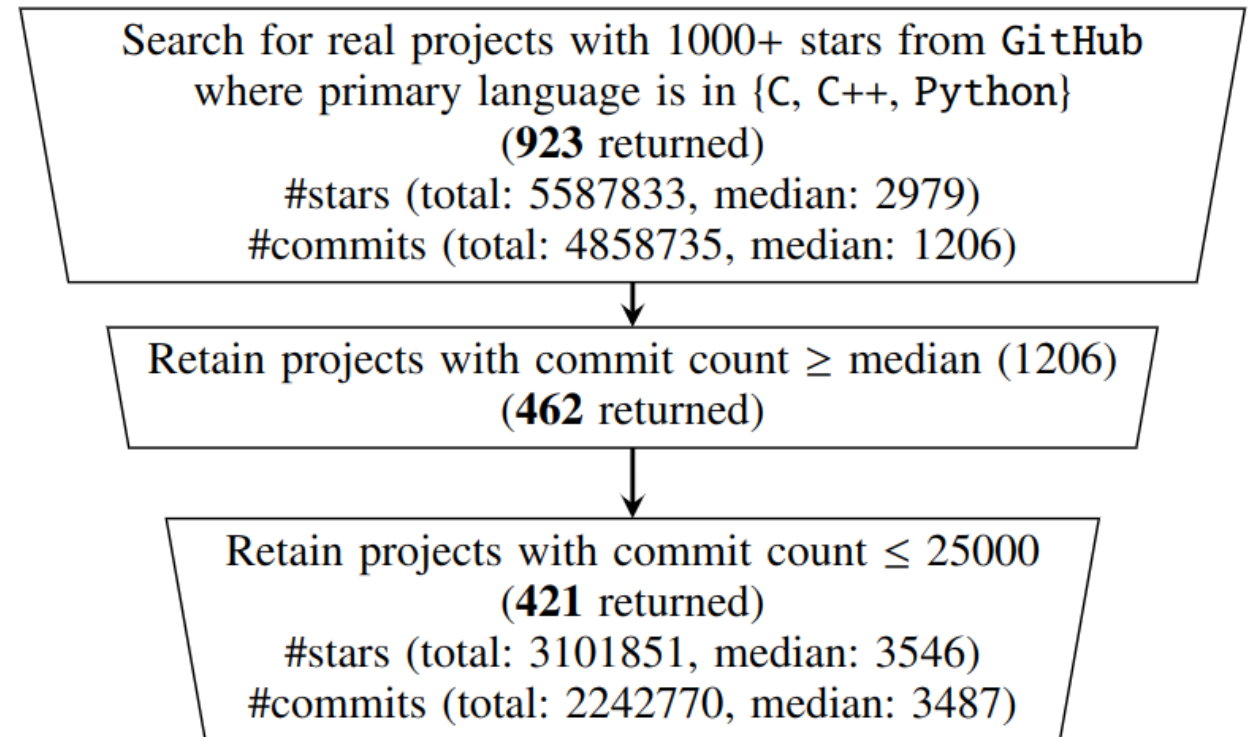 Search for real projects with 1000+ stars from GitHub
where primary language is in {C, C++, Python}
(923 returned)
#stars (total: 5587833, median: 2979)
#commits (total: 4858735, median: 1206)
Retain projects with commit count ≥ median (1206)
(462 returned)
Retain projects with commit count ≤ 25000
(421 returned)
#stars (total: 3101851, median: 3546)
#commits (total: 2242770, median: 3487)